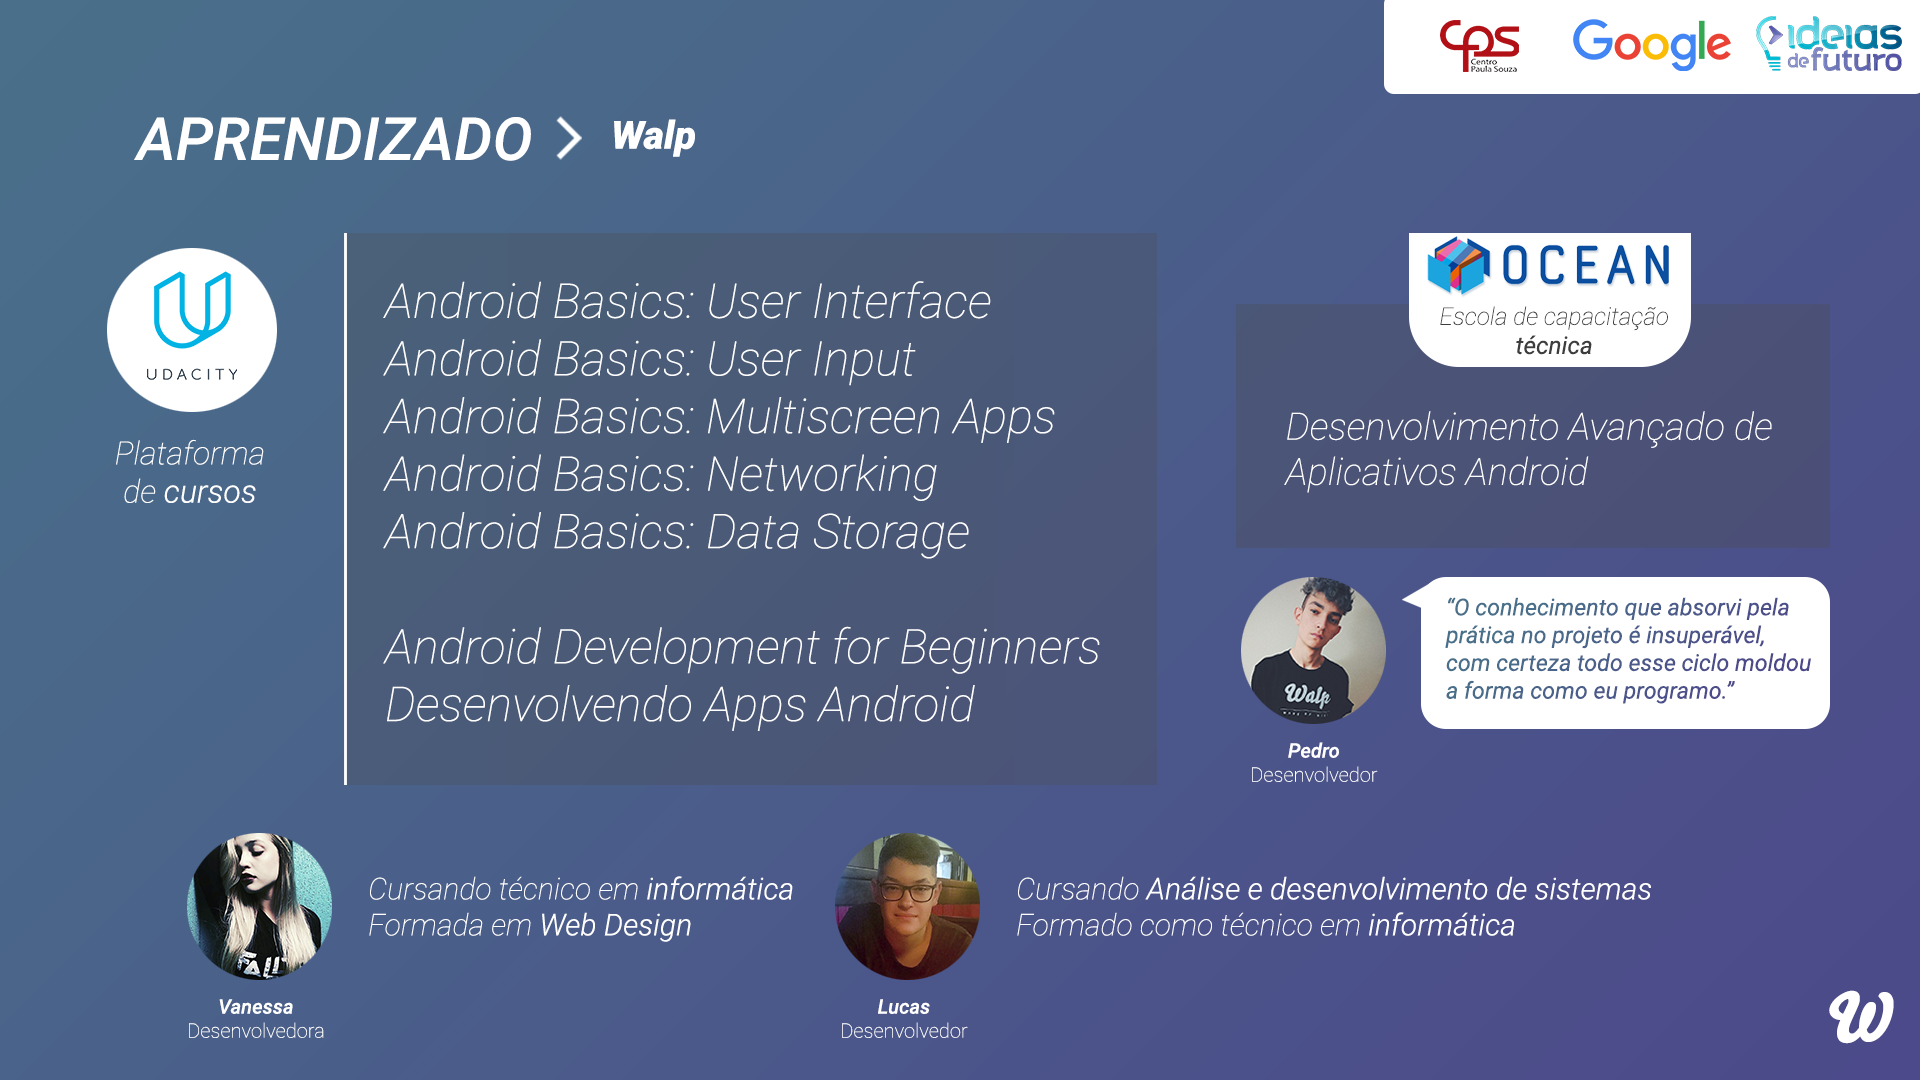 cps
Centro
Paula Souza
Google
ideias
de futuro
APRENDIZADO > Walp
UDACITY
Plataforma
de cursos
Android Basics: User Interface
Android Basics: User Input
Android Basics: Multiscreen Apps
Android Basics: Networking
Android Basics: Data Storage
Android Development for Beginners
Desenvolvendo Apps Android
OCEAN
Escola de capacitação
técnica
Desenvolvimento Avançado de
Aplicativos Android
Walp
“O conhecimento que absorvi pela
prática no projeto é insuperável,
com certeza todo esse ciclo moldou
a forma como eu programo.”
Pedro
Desenvolvedor
Cursando técnico em informática
Formada em Web Design
Vanessa
Desenvolvedora
Cursando Análise e desenvolvimento de sistemas
Formado como técnico em informática
Lucas
Desenvolvedor
W